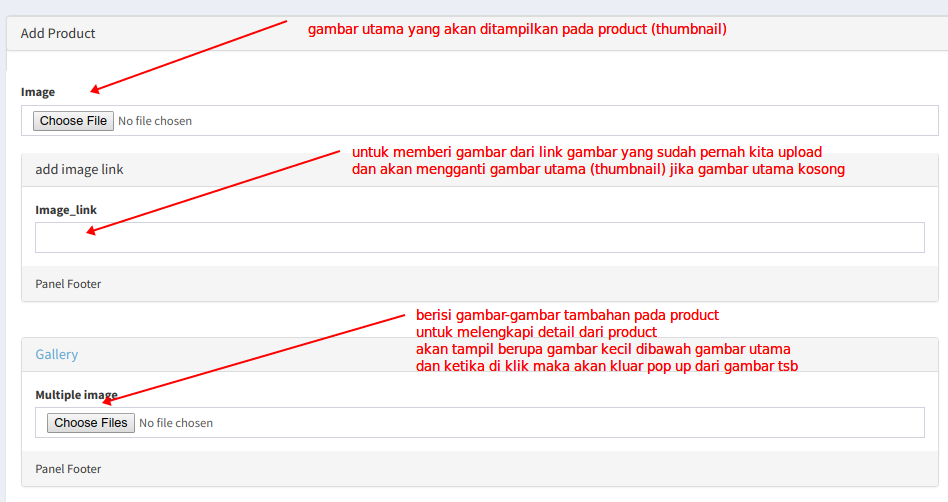 Add Product
gambar utama yang akan ditampilkan pada product (thumbnail)
Image
Choose File No file chosen
untuk memberi gambar dari link gambar yang sudah pernah kita upload
add image link
dan akan mengganti gambar utama (thumbnail) jika gambar utama kosong
Image_link
Panel Footer
berisi gambar-gambar tambahan pada product
untuk melengkapi detail dari product
Gallery
akan tampil berupa gambar kecil dibawah gambar utama
dan ketika di klik maka akan kluar pop up dari gambar tsb
Multiple image
Choose Files No file chosen
Panel Footer